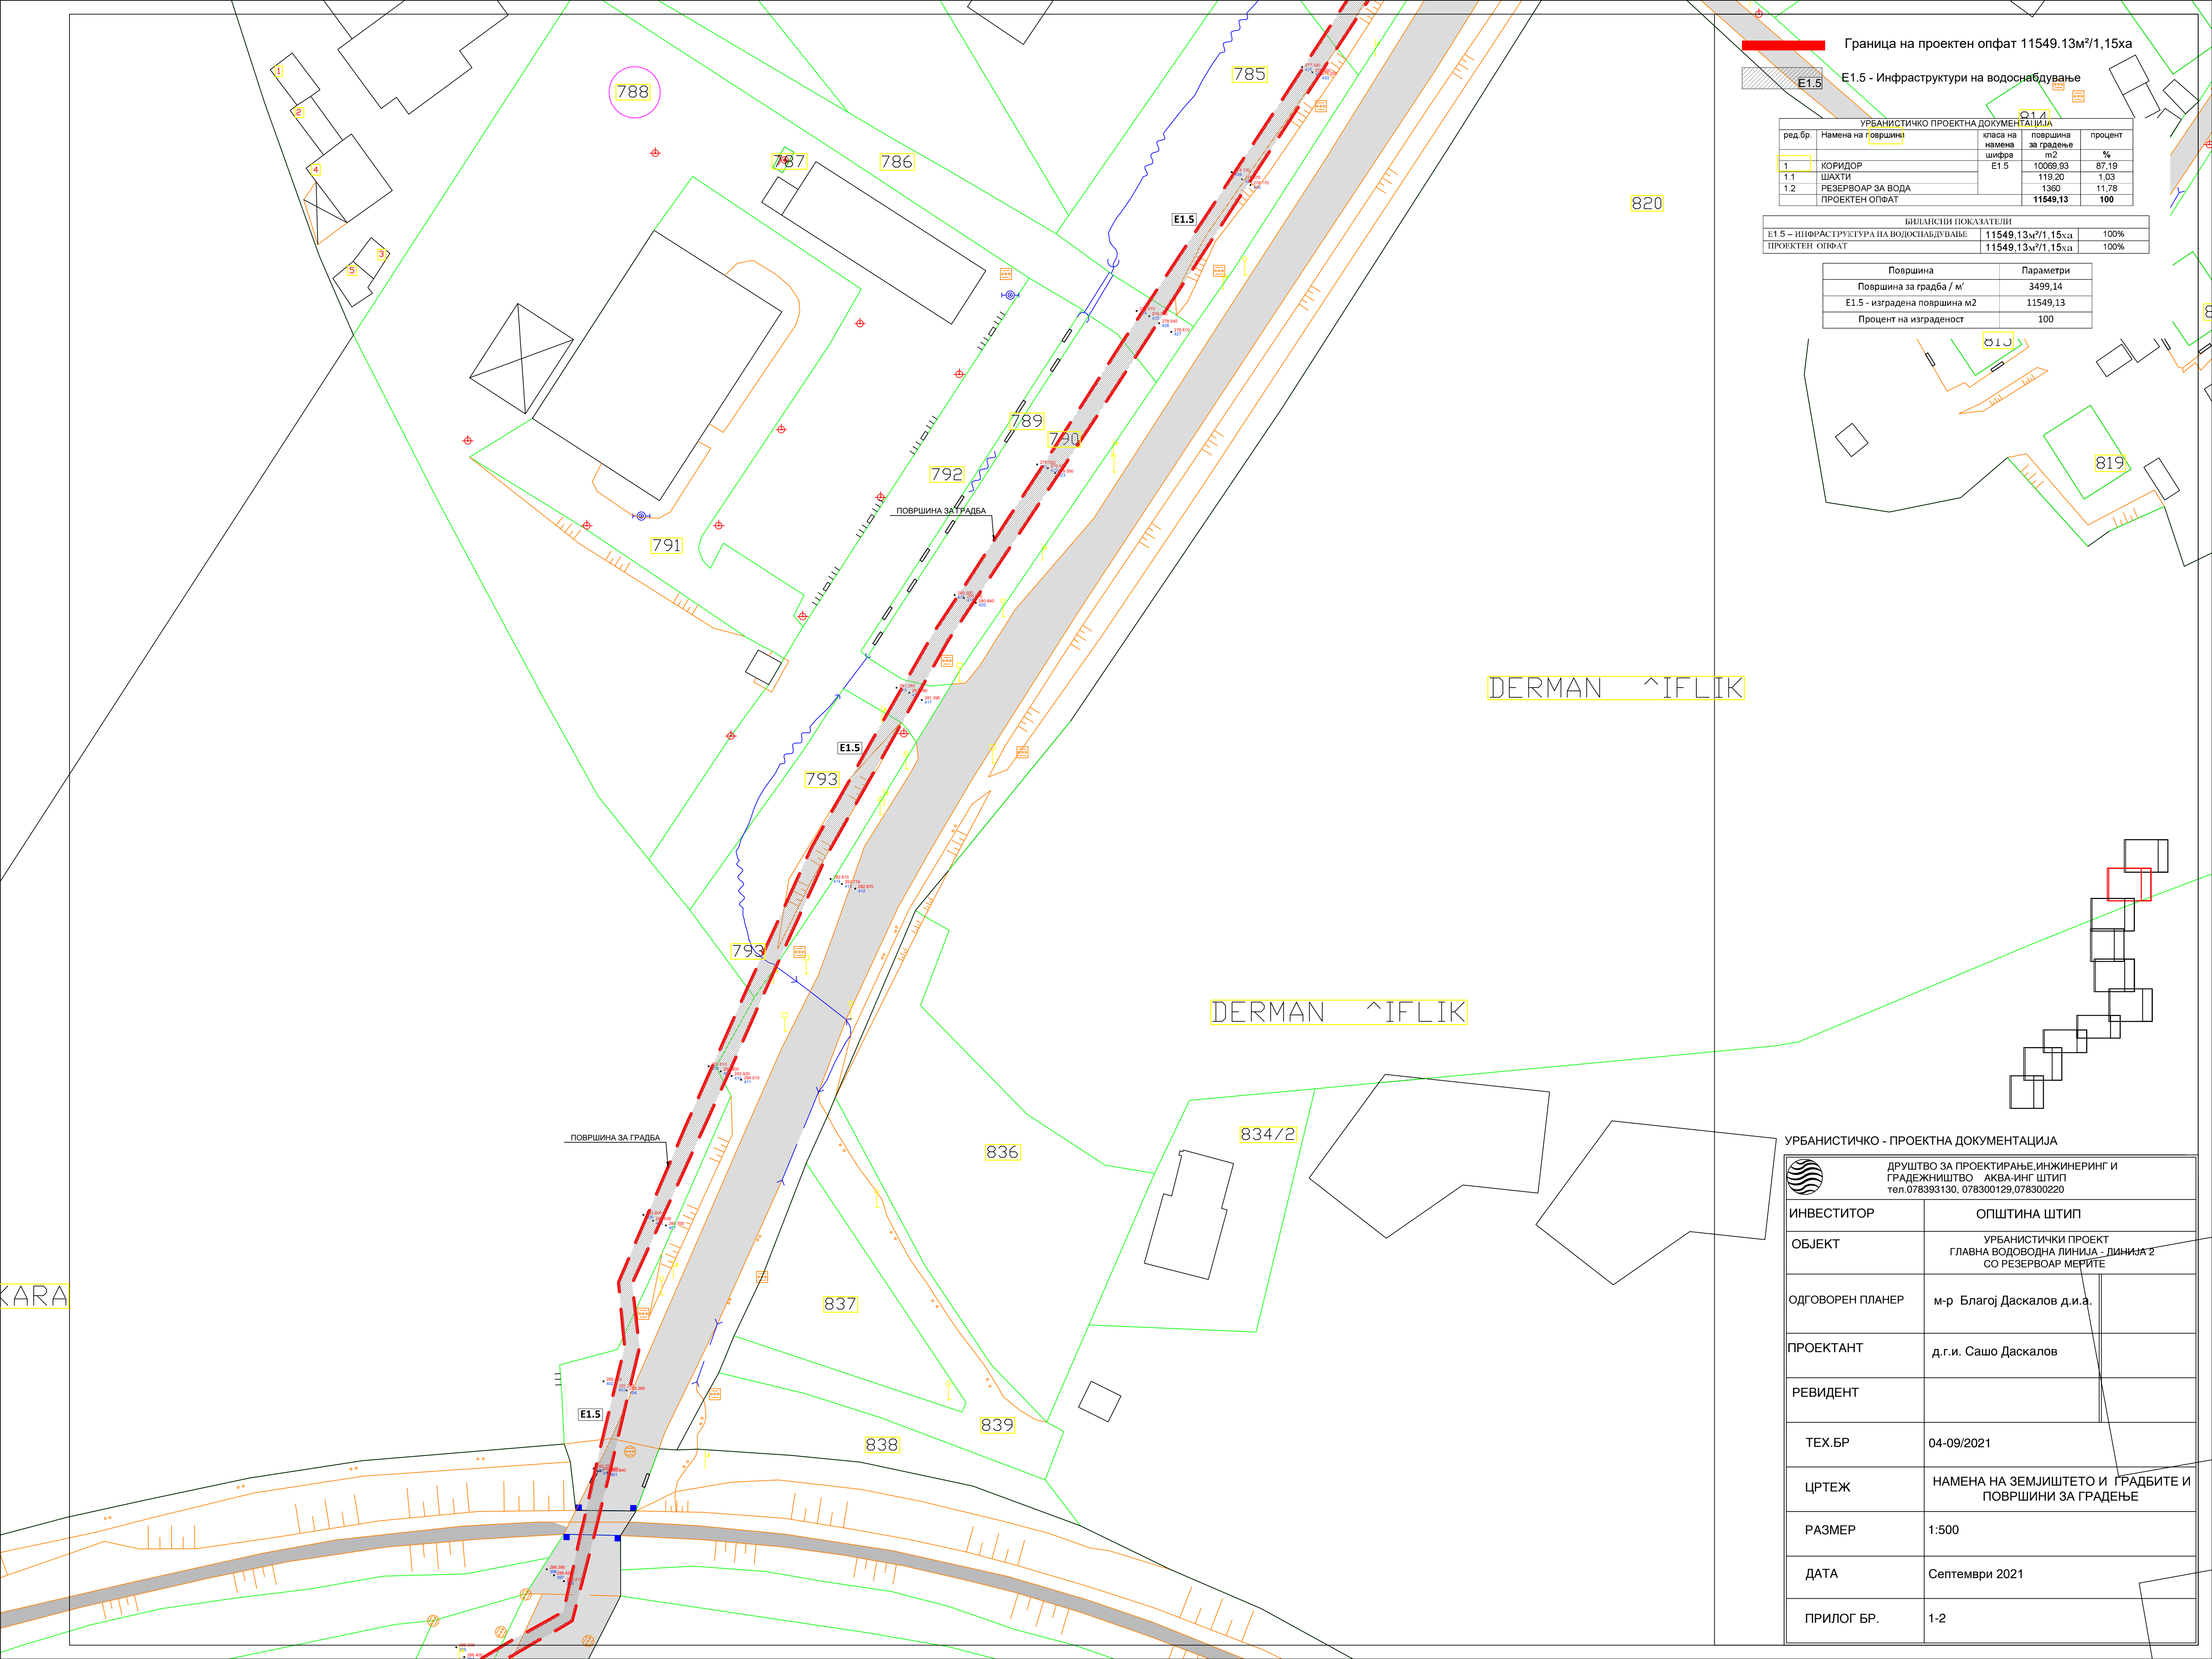 Граница на проектен опфат 11549.13м²/1,15ха
E1.5
E1.5 - Инфраструктури на водоснабдување
814
УРБАНИСТИЧКО ПРОЕКТНА ДОКУМЕНТАЦИЈА
ред.бр. Намена на површини класа на намена површина за градење процент
шифра m2 %
1 КОРИДОР E1.5 10069,93 87,19
1.1 ШАХТИ 119,20 1,03
1.2 РЕЗЕРВОАР ЗА ВОДА 1360 11,78
ПРОЕКТЕН ОПФАТ 11549,13 100
БИЛАНСНИ ПОКАЗАТЕЛИ
E1.5 – ИНФРАСТРУКТУРА НА ВОДОСНАБДУВАЊЕ 11549,13м²/1,15ха 100%
ПРОЕКТЕН ОПФАТ 11549,13м²/1,15ха 100%
Површина Параметри
Површина за градба / м' 3499,14
E1.5 - изградена површина м2 11549,13
Процент на изграденост 100
815
819
1
2
4
3
5
788
787
786
785
820
E1.5
789
790
792
ПОВРШИНА ЗА ГРАДБА
791
DERMAN ^IFLIK
E1.5
793
793
DERMAN ^IFLIK
ПОВРШИНА ЗА ГРАДБА
836
834/2
KARA
837
E1.5
839
838
УРБАНИСТИЧКО - ПРОЕКТНА ДОКУМЕНТАЦИЈА
ДРУШТВО ЗА ПРОЕКТИРАЊЕ,ИНЖИНЕРИНГ И
ГРАДЕЖНИШТВО АКВА-ИНГ ШТИП
тел.078393130, 078300129,078300220
ИНВЕСТИТОР ОПШТИНА ШТИП
ОБЈЕКТ УРБАНИСТИЧКИ ПРОЕКТ
ГЛАВНА ВОДОВОДНА ЛИНИЈА - ЛИНИЈА 2
СО РЕЗЕРВОАР МЕРИТЕ
ОДГОВОРЕН ПЛАНЕР м-р Благој Даскалов д.и.а.
ПРОЕКТАНТ д.г.и. Сашо Даскалов
РЕВИДЕНТ
ТЕХ.БР 04-09/2021
ЦРТЕЖ НАМЕНА НА ЗЕМЈИШТЕТО И ГРАДБИТЕ И
ПОВРШИНИ ЗА ГРАДЕЊЕ
РАЗМЕР 1:500
ДАТА Септември 2021
ПРИЛОГ БР. 1-2